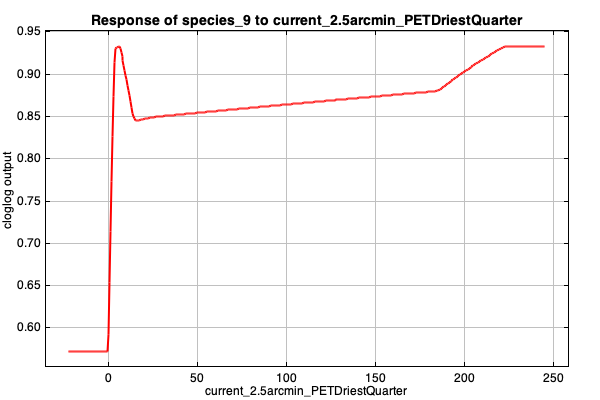 Response of species_9 to current_2.5arcmin_PETDriestQuarter
0.95
0.90
0.85
0.80
0.75
0.70
0.65
0.60
cloglog output
0 50 100 150 200 250
current_2.5arcmin_PETDriestQuarter